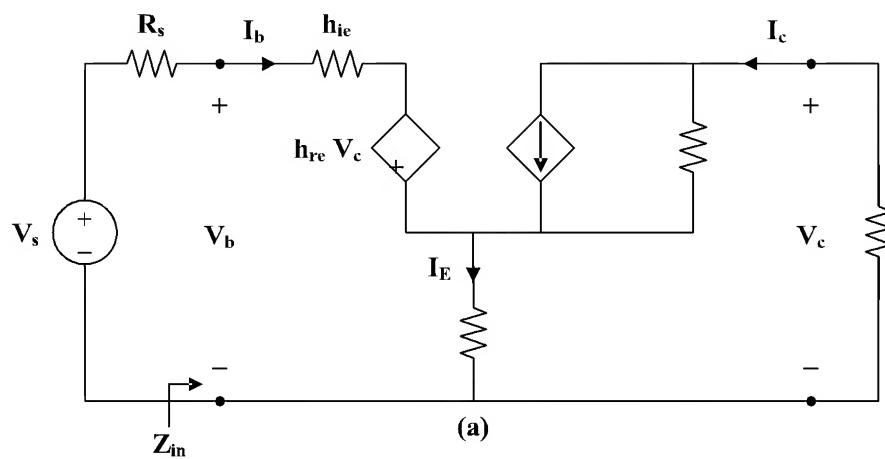 Rs Ib hie Ic
+ +
hre Vc +
Vs + − Vb Vc
IE
− −
Zin
(a)